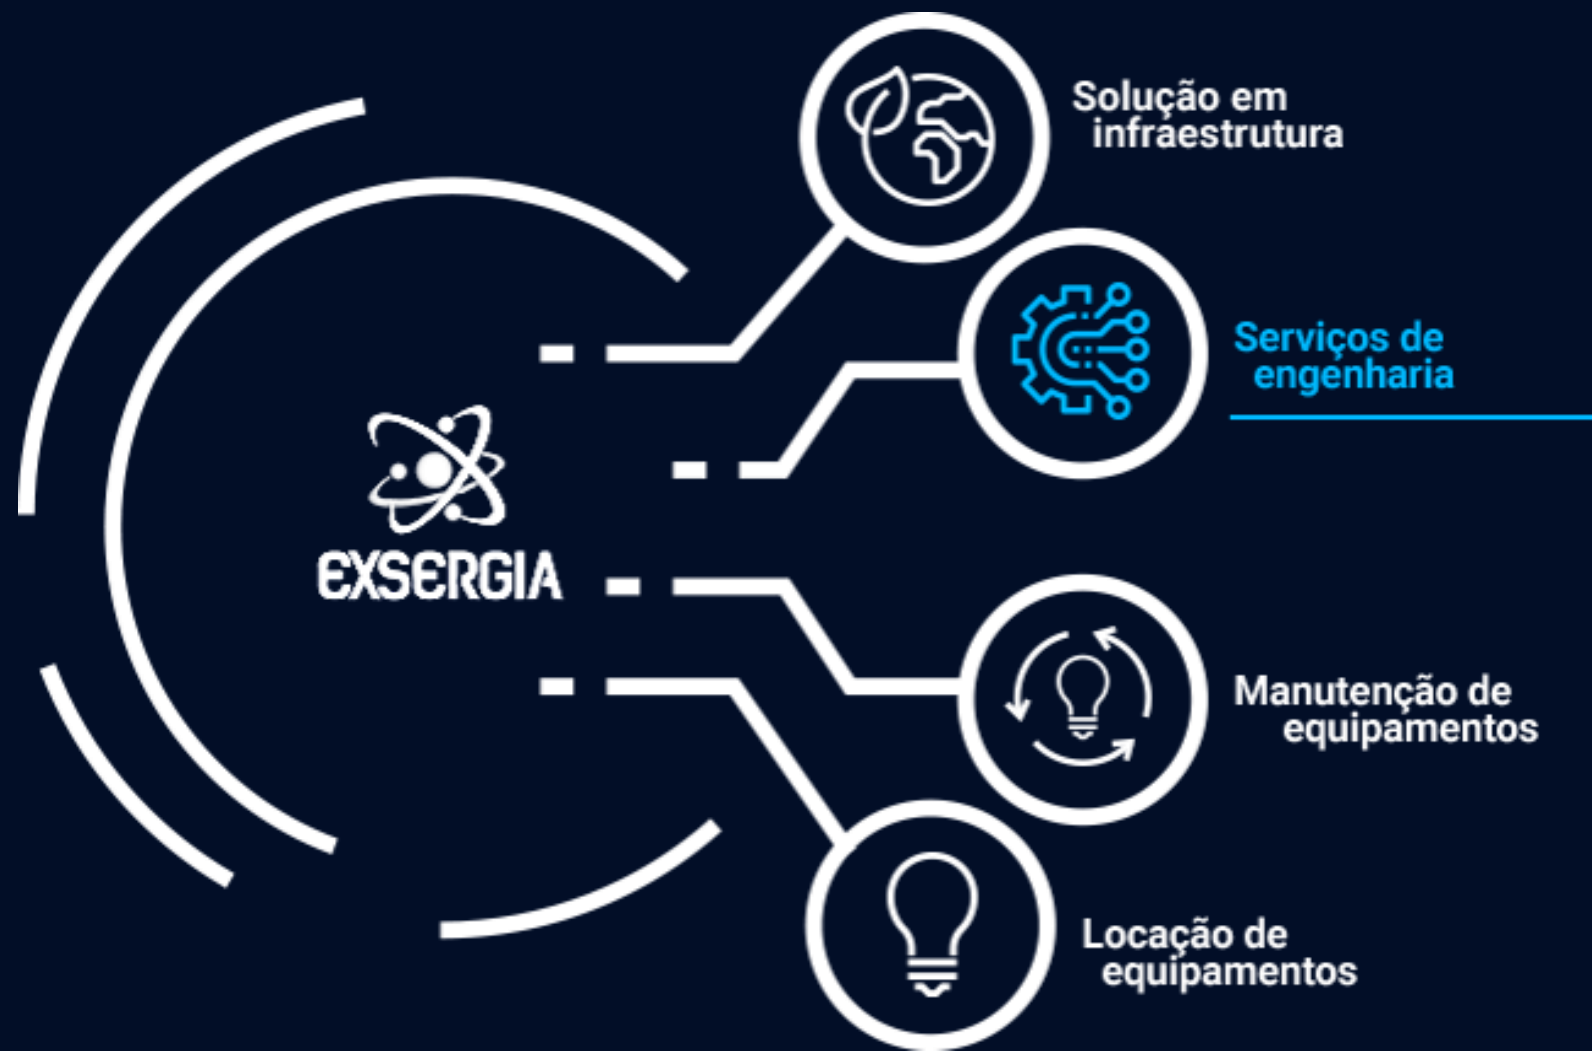 Solução em
infraestrutura
Serviços de
engenharia
EXSERGIA
Manutenção de
equipamentos
Locação de
equipamentos